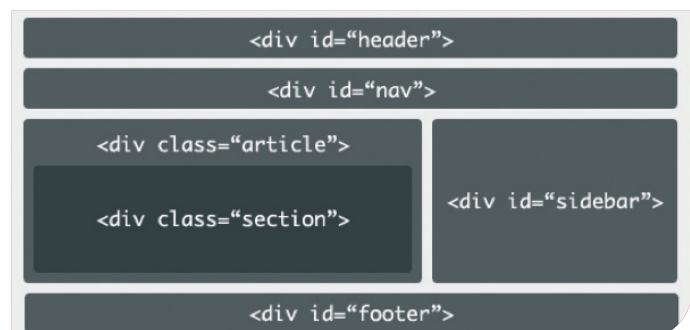 <div id=“header”>
<div id=“nav”>
<div class=“article”>
<div class=“section”>
<div id=“sidebar”>
<div id=“footer”>